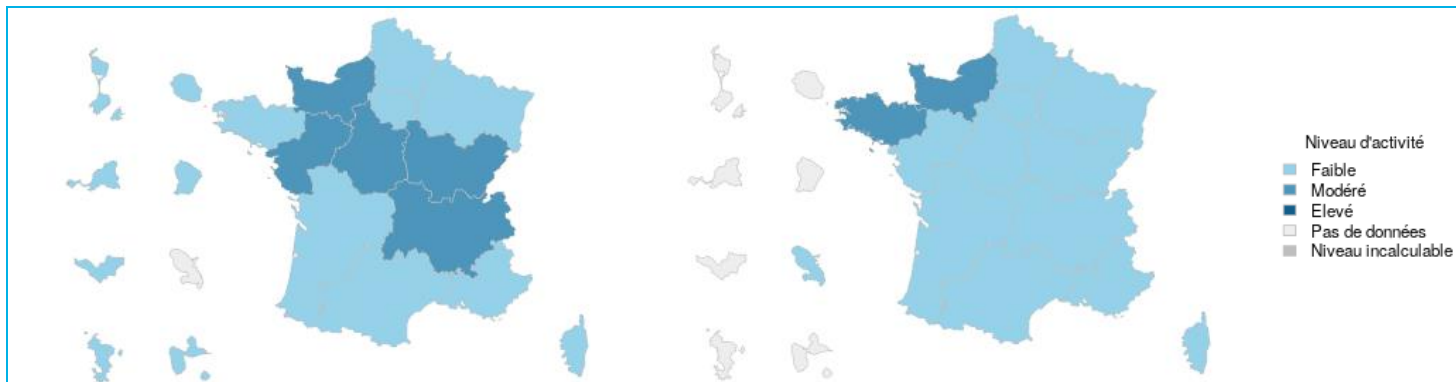 Niveau d'activité
Faible
Modéré
Elevé
Pas de données
Niveau incalculable